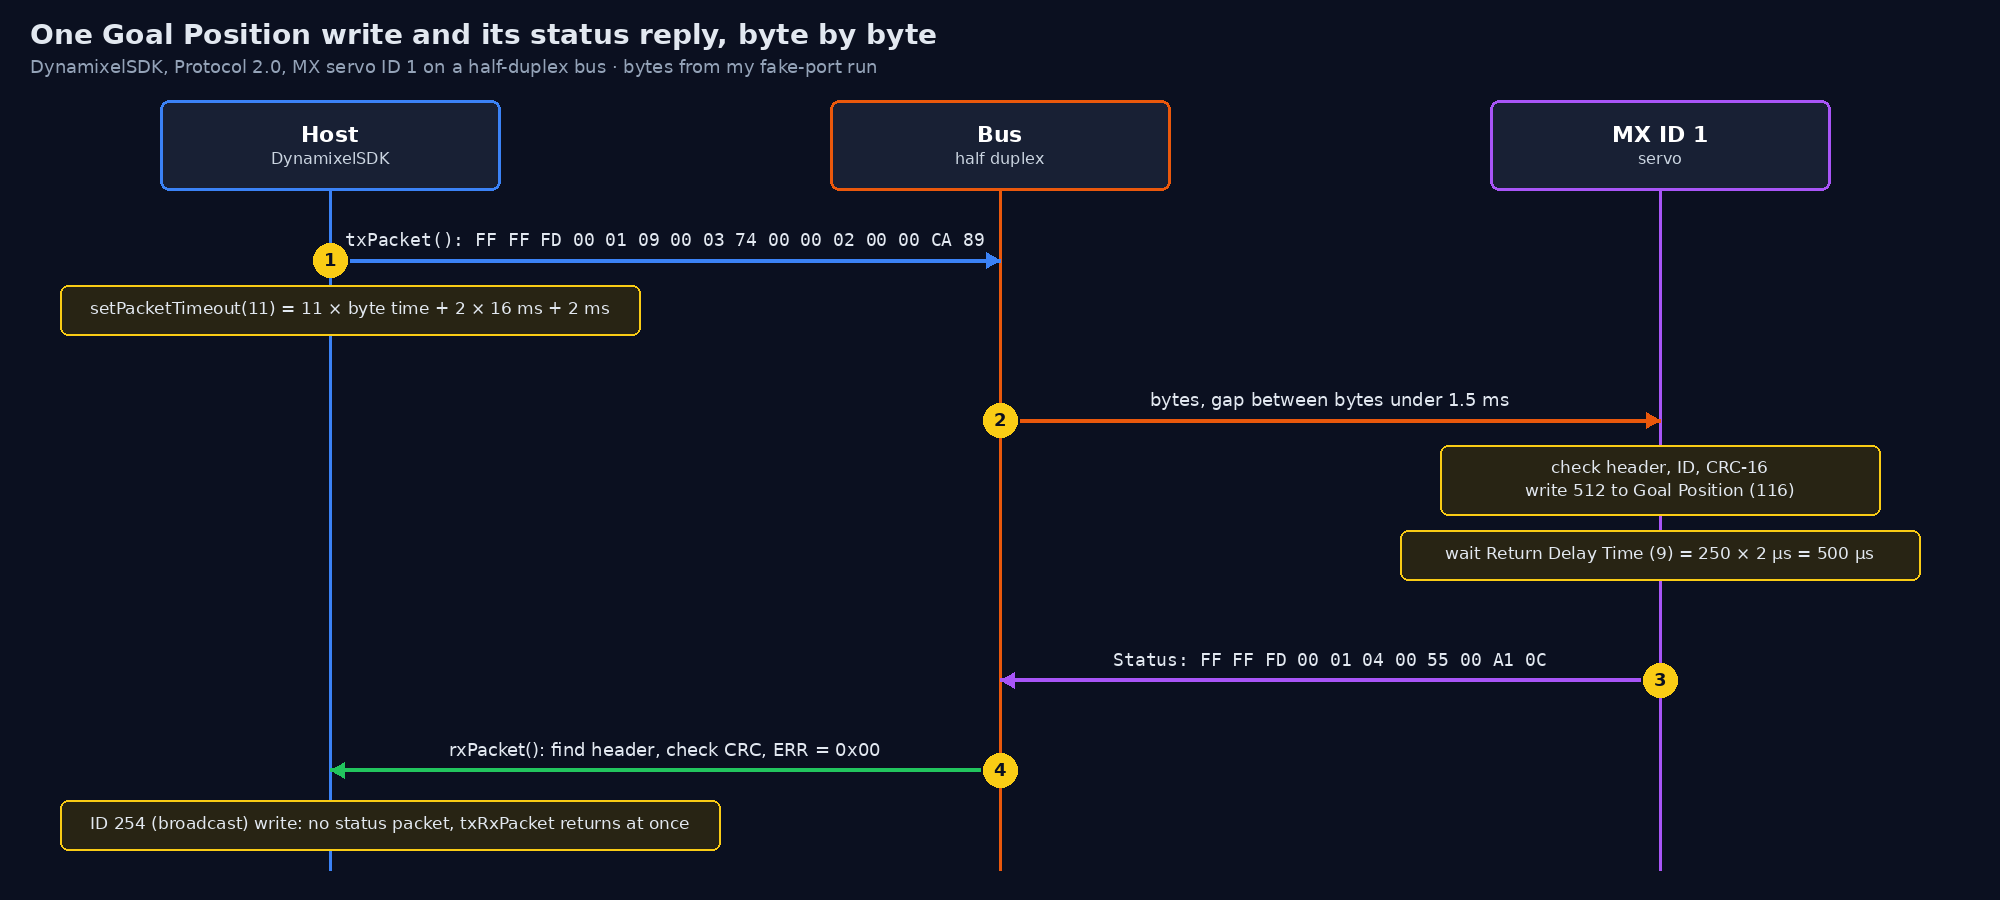 One Goal Position write and its status reply, byte by byte
DynamixelSDK, Protocol 2.0, MX servo ID 1 on a half-duplex bus · bytes from my fake-port run
Host
DynamixelSDK
Bus
half duplex
MX ID 1
servo
txPacket(): FF FF FD 00 01 09 00 03 74 00 00 02 00 00 CA 89
1
setPacketTimeout(11) = 11 × byte time + 2 × 16 ms + 2 ms
bytes, gap between bytes under 1.5 ms
2
check header, ID, CRC-16
write 512 to Goal Position (116)
wait Return Delay Time (9) = 250 × 2 µs = 500 µs
Status: FF FF FD 00 01 04 00 55 00 A1 0C
3
rxPacket(): find header, check CRC, ERR = 0x00
4
ID 254 (broadcast) write: no status packet, txRxPacket returns at once